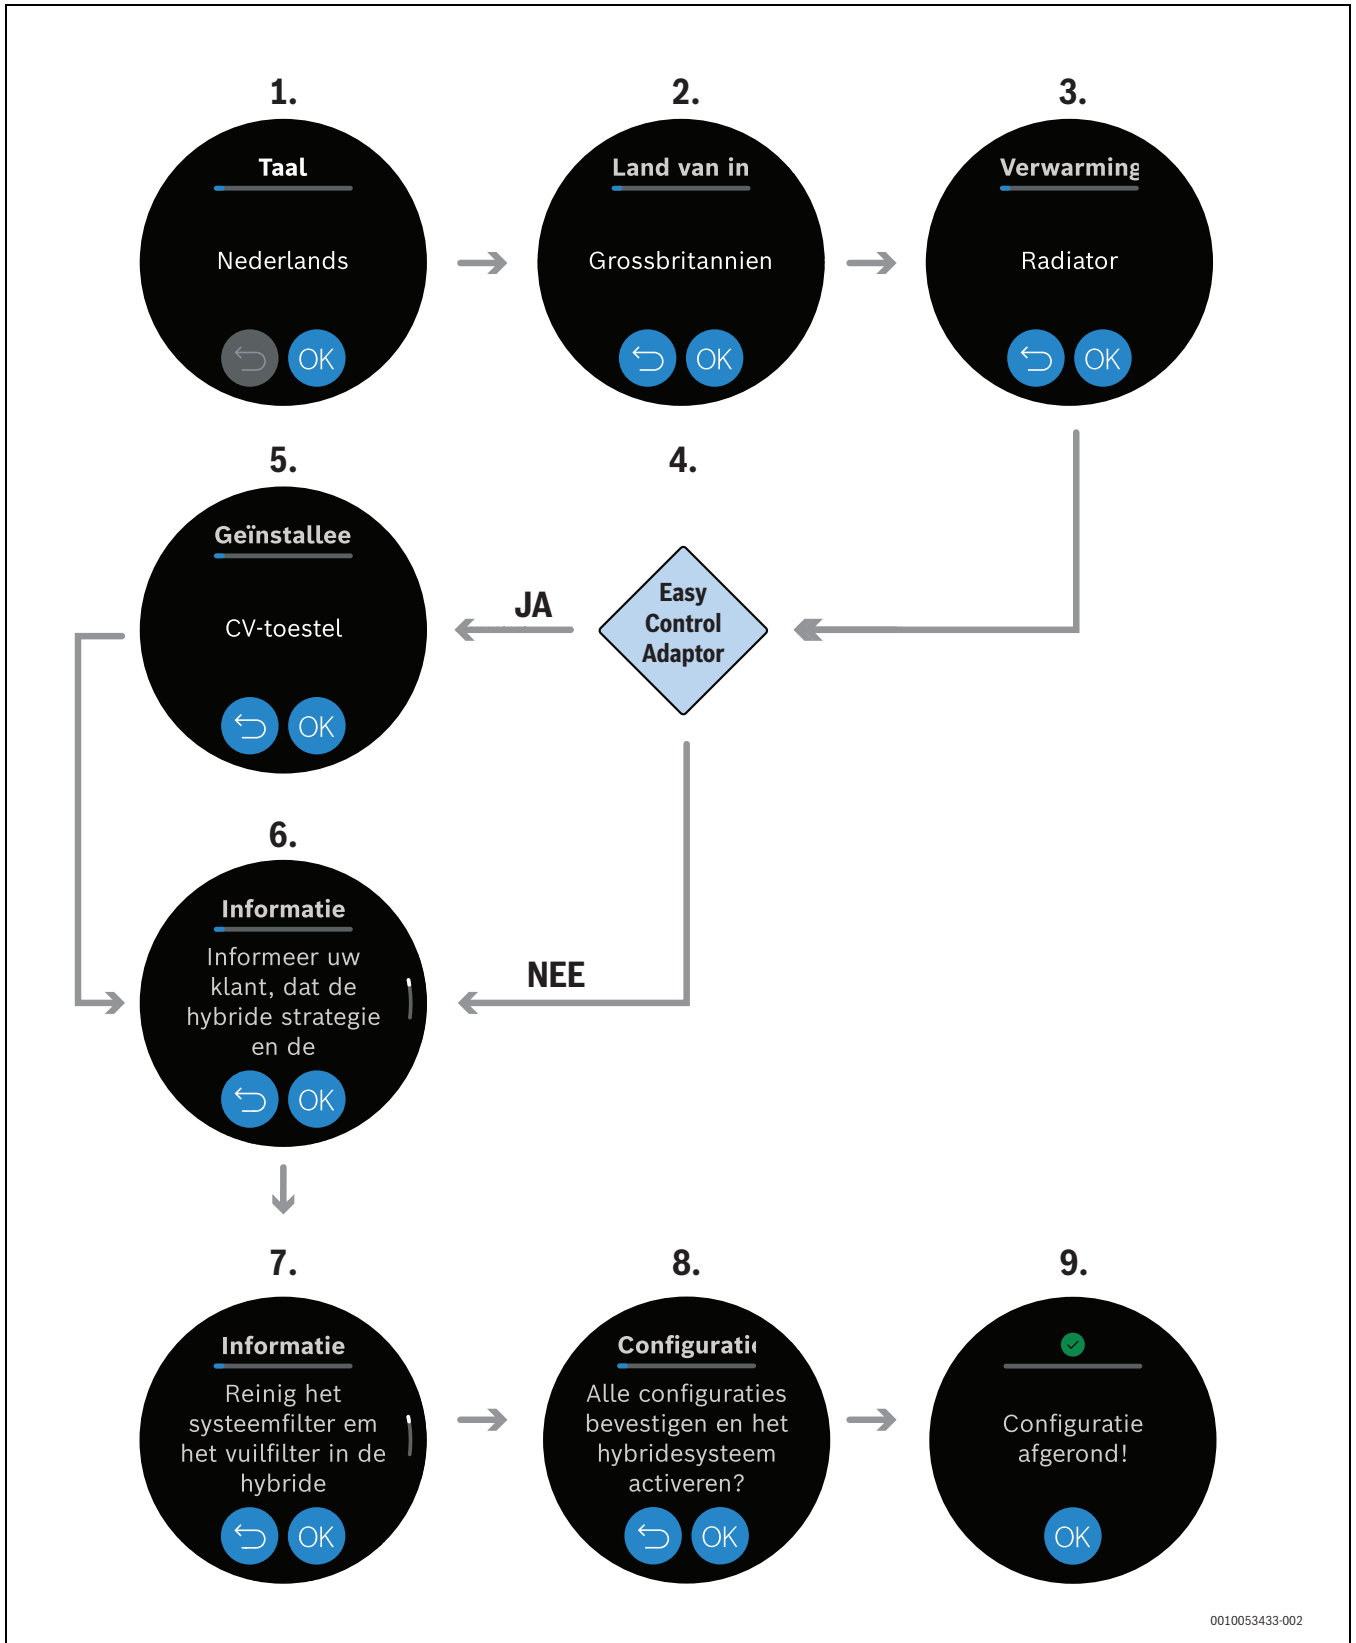 1.
Taal
Nederlands
OK
2.
Land van in
Grossbritannien
OK
3.
Verwarming
Radiator
OK
4.
Easy
Control
Adaptor
JA
5.
Geïnstallee
CV-toestel
OK
NEE
6.
Informatie
Informeer uw
klant, dat de
hybride strategie
en de
OK
7.
Informatie
Reinig het
systeemfilter em
het vuilfilter in de
hybride
OK
8.
Configuratie
Alle configuraties
bevestigen en het
hybridesysteem
activeren?
OK
9.
Configuratie
afgerond!
OK
0010053433-002